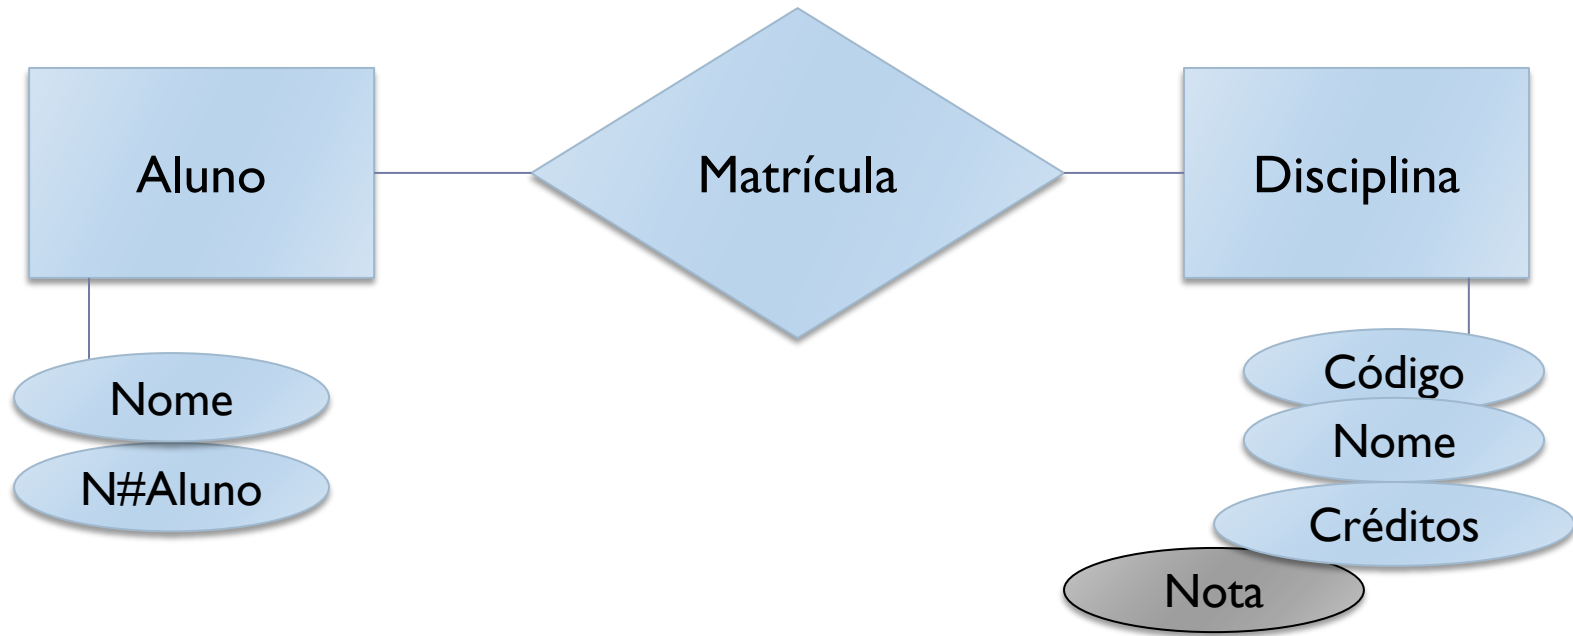 Aluno
Matrícula
Disciplina
Nome
N#Aluno
Código
Nome
Créditos
Nota